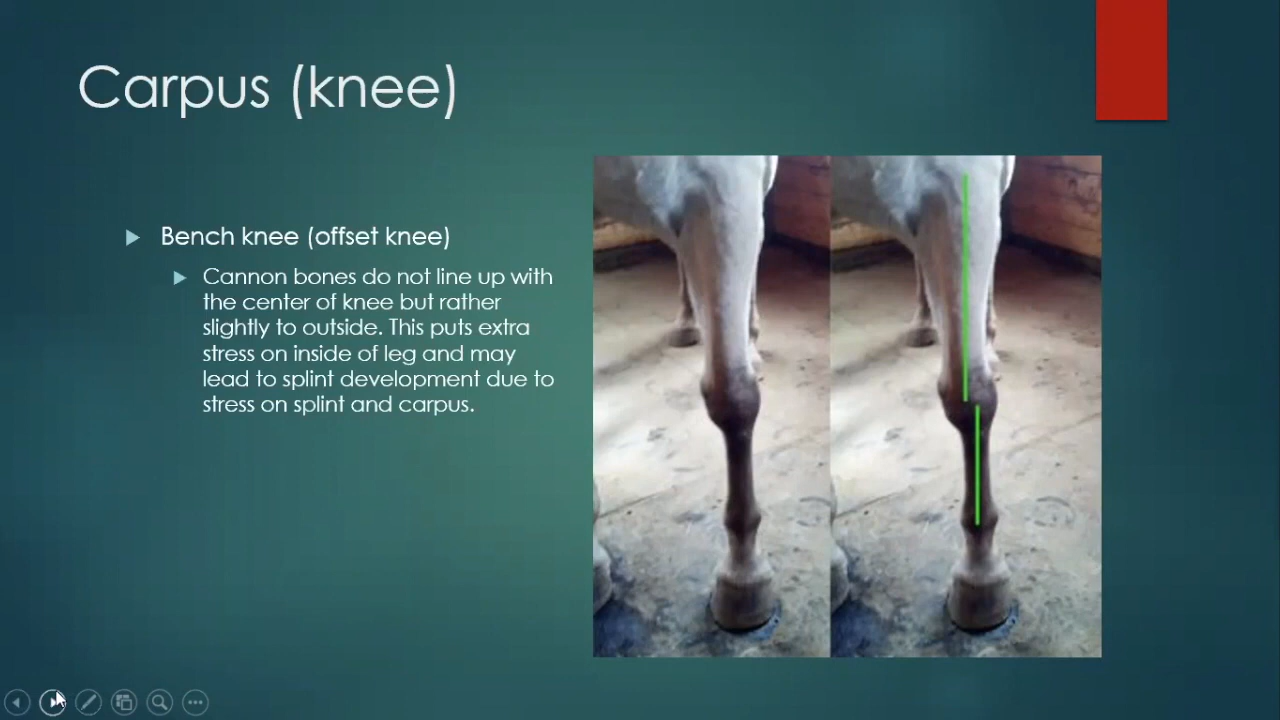 Carpus (knee)
Bench knee (offset knee)
Cannon bones do not line up with
the center of knee but rather
slightly to outside. This puts extra
stress on inside of leg and may
lead to splint development due to
stress on splint and carpus.